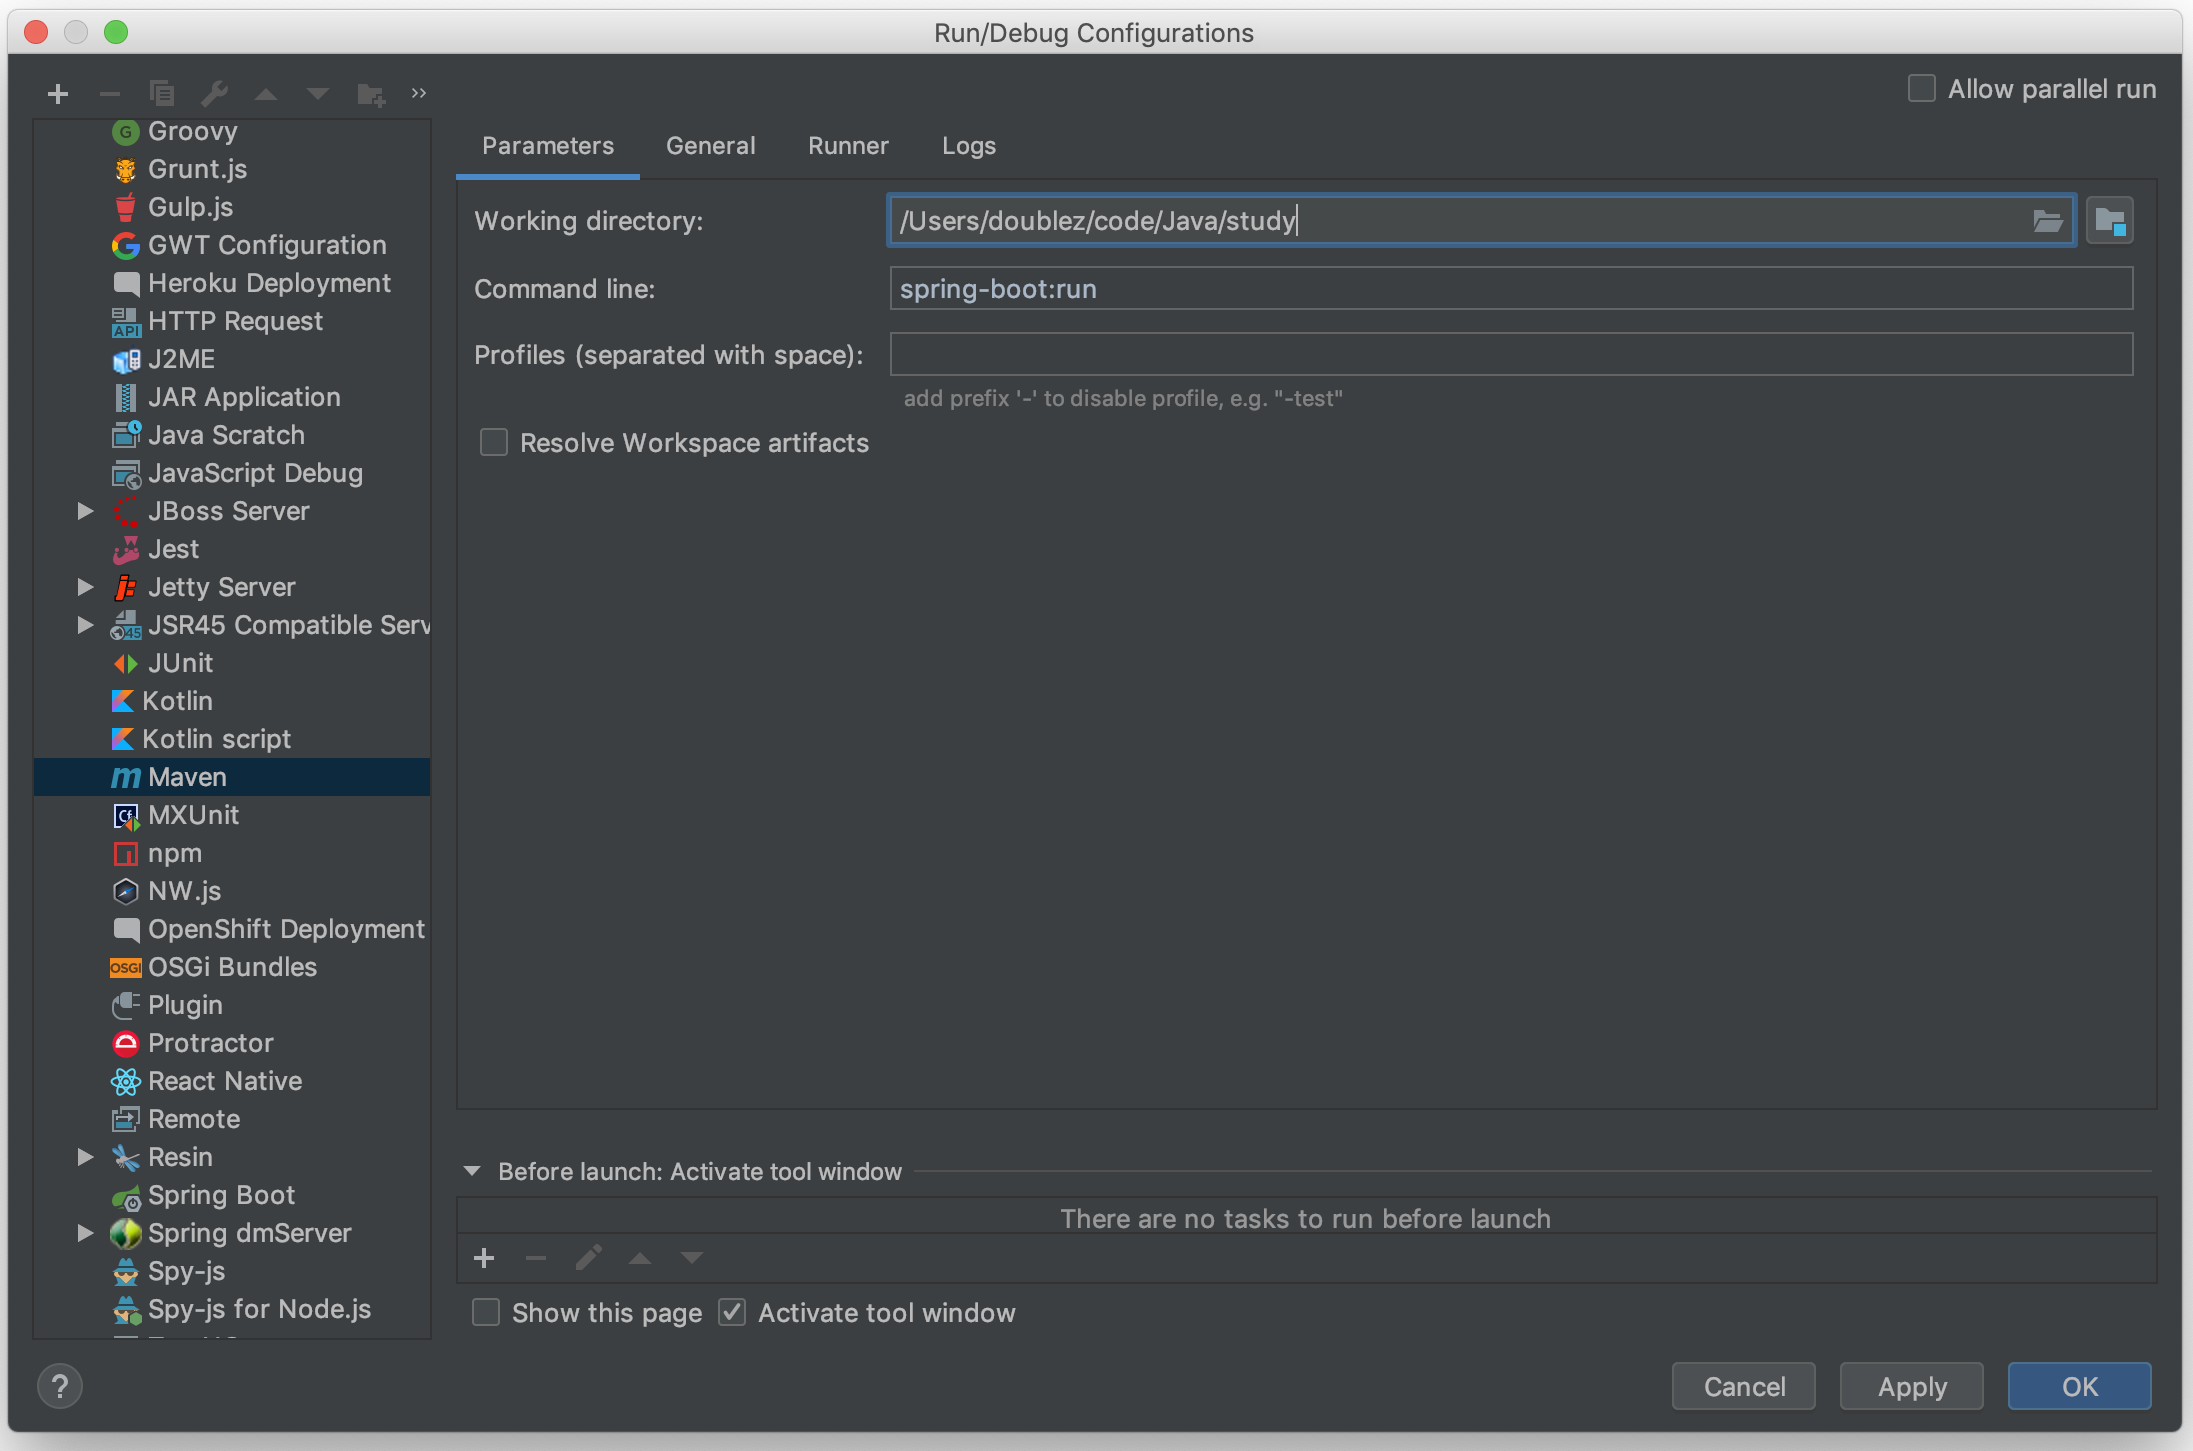 Run/Debug Configurations
Allow parallel run
Groovy
Grunt.js
Gulp.js
GWT Configuration
Heroku Deployment
HTTP Request
J2ME
JAR Application
Java Scratch
JavaScript Debug
JBoss Server
Jest
Jetty Server
JSR45 Compatible Serv
JUnit
Kotlin
Kotlin script
Maven
MXUnit
npm
NW.js
OpenShift Deployment
OSGi Bundles
Plugin
Protractor
React Native
Remote
Resin
Spring Boot
Spring dmServer
Spy-js
Spy-js for Node.js
Parameters General Runner Logs
Working directory: /Users/doublez/code/Java/study
Command line: spring-boot:run
Profiles (separated with space):
add prefix '-' to disable profile, e.g. "-test"
Resolve Workspace artifacts
Before launch: Activate tool window
There are no tasks to run before launch
Show this page Activate tool window
? Cancel Apply OK